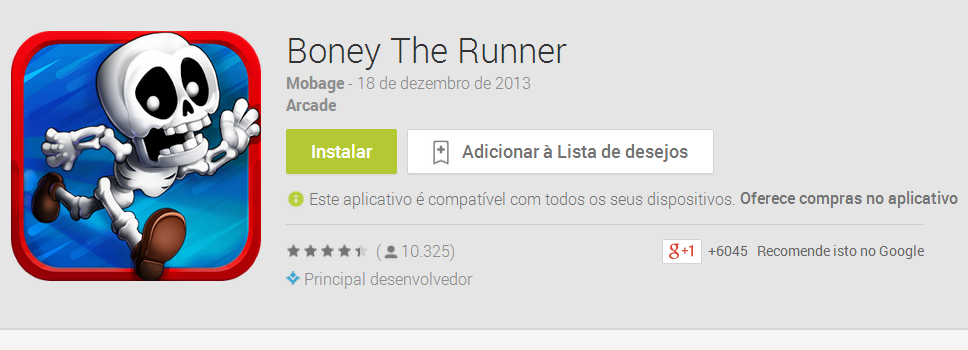 Boney The Runner
Mobage - 18 de dezembro de 2013
Arcade
Instalar
Adicionar à Lista de desejos
Este aplicativo é compatível com todos os seus dispositivos. Oferece compras no aplicativo
(10.325)
g+1 +6045 Recomende isto no Google
Principal desenvolvedor